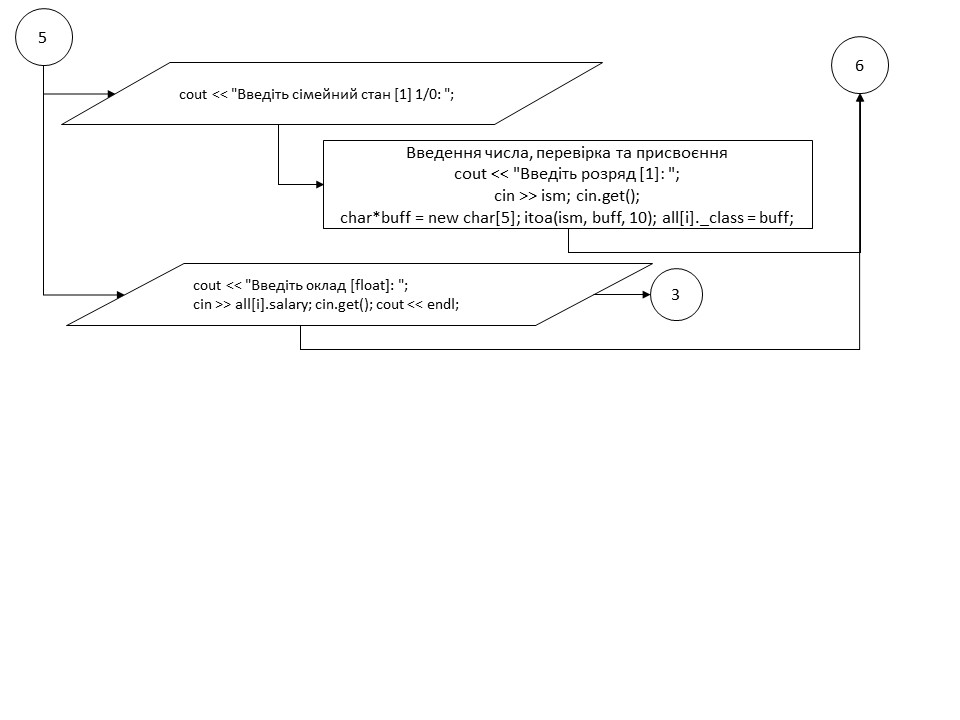 5
6
cout << "Введіть сімейний стан [1] 1/0: ";
Введення числа, перевірка та присвоєння
cout << "Введіть розряд [1]: ";
cin >> ism; cin.get();
char*buff = new char[5]; itoa(ism, buff, 10); all[i]._class = buff;
cout << "Введіть оклад [float]: ";
cin >> all[i].salary; cin.get(); cout << endl;
3